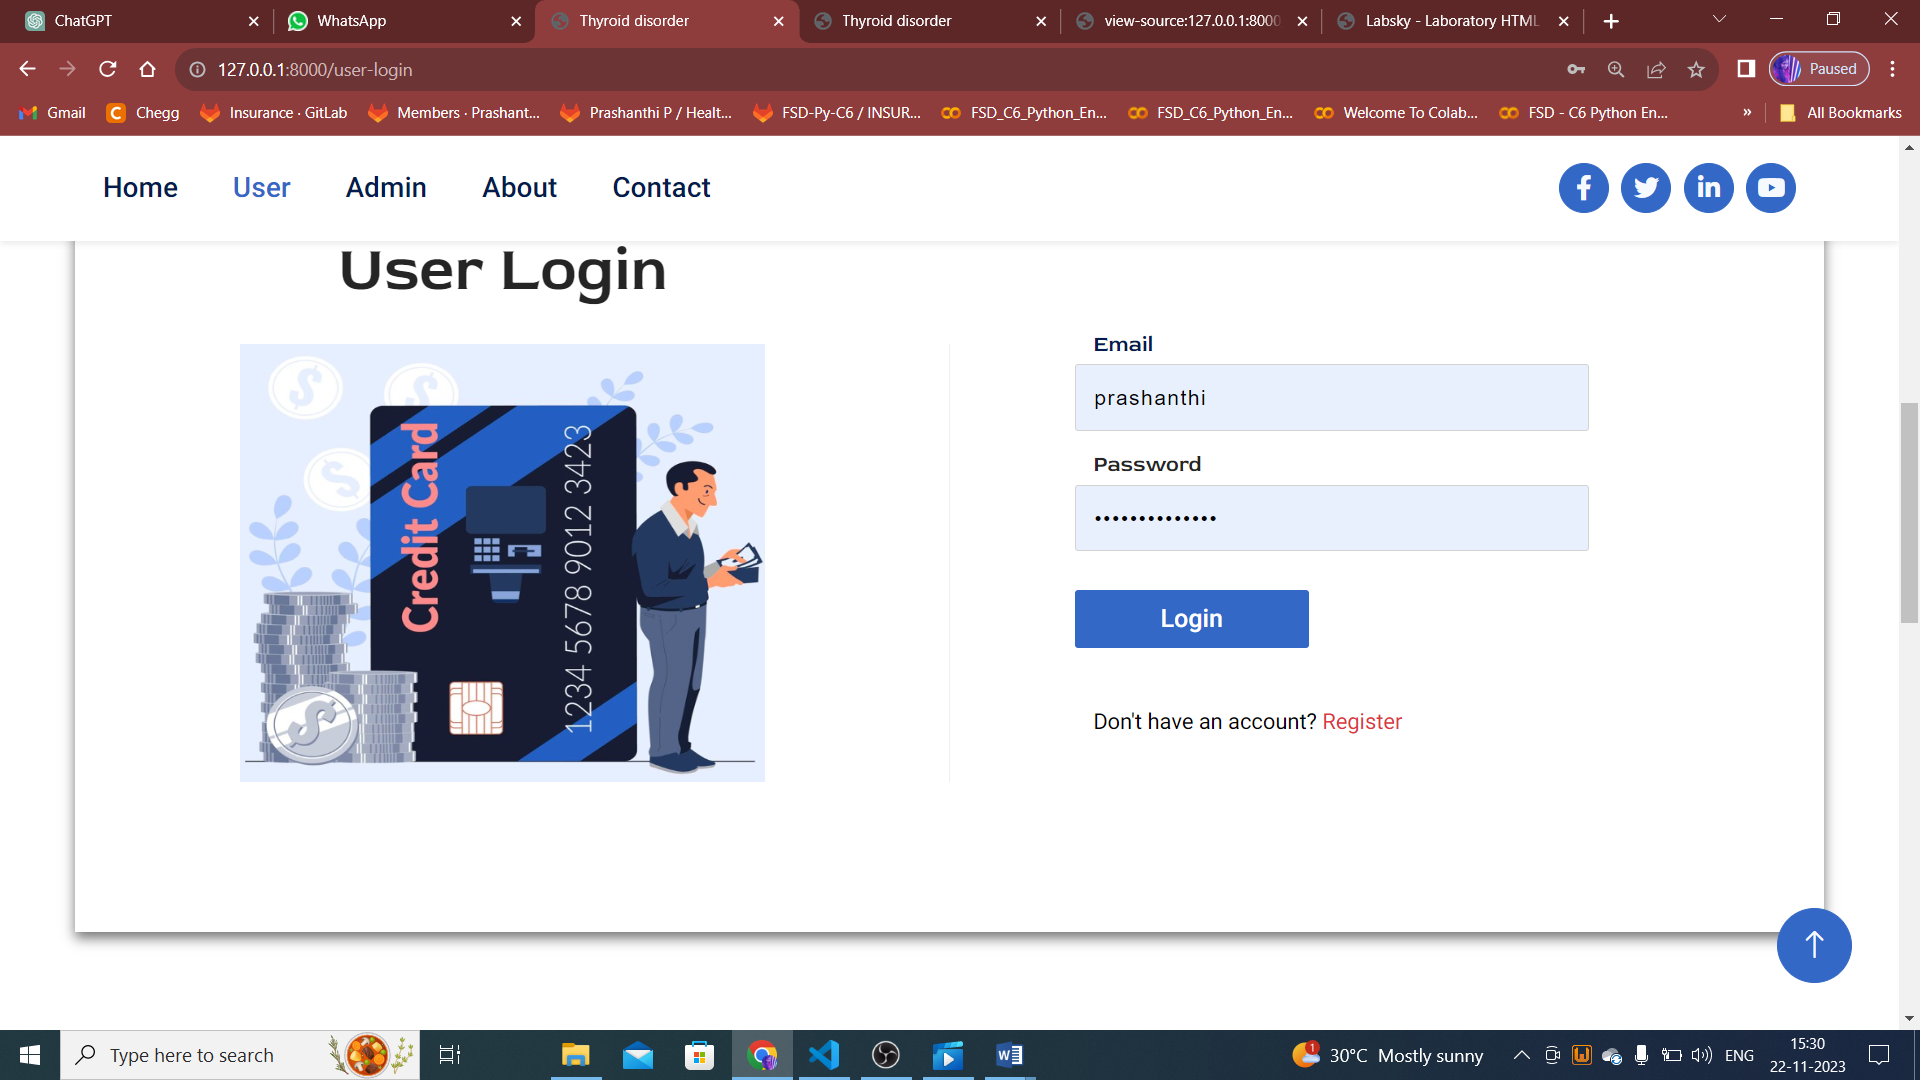 ChatGPT
WhatsApp
Thyroid disorder
Thyroid disorder
view-source:127.0.0.1:8000
Labsky - Laboratory HTML
127.0.0.1:8000/user-login
Paused
Gmail
Chegg
Insurance · GitLab
Members · Prashant...
Prashanthi P / Healt...
FSD-Py-C6 / INSUR...
FSD_C6_Python_En...
FSD_C6_Python_En...
Welcome To Colab...
FSD - C6 Python En...
»
All Bookmarks
Home
User
Admin
About
Contact
User Login
Credit Card
1234 5678 9012 3423
Email
prashanthi
Password
••••••••••••••
Login
Don't have an account? Register
Type here to search
1
30°C Mostly sunny
ENG
15:30
22-11-2023